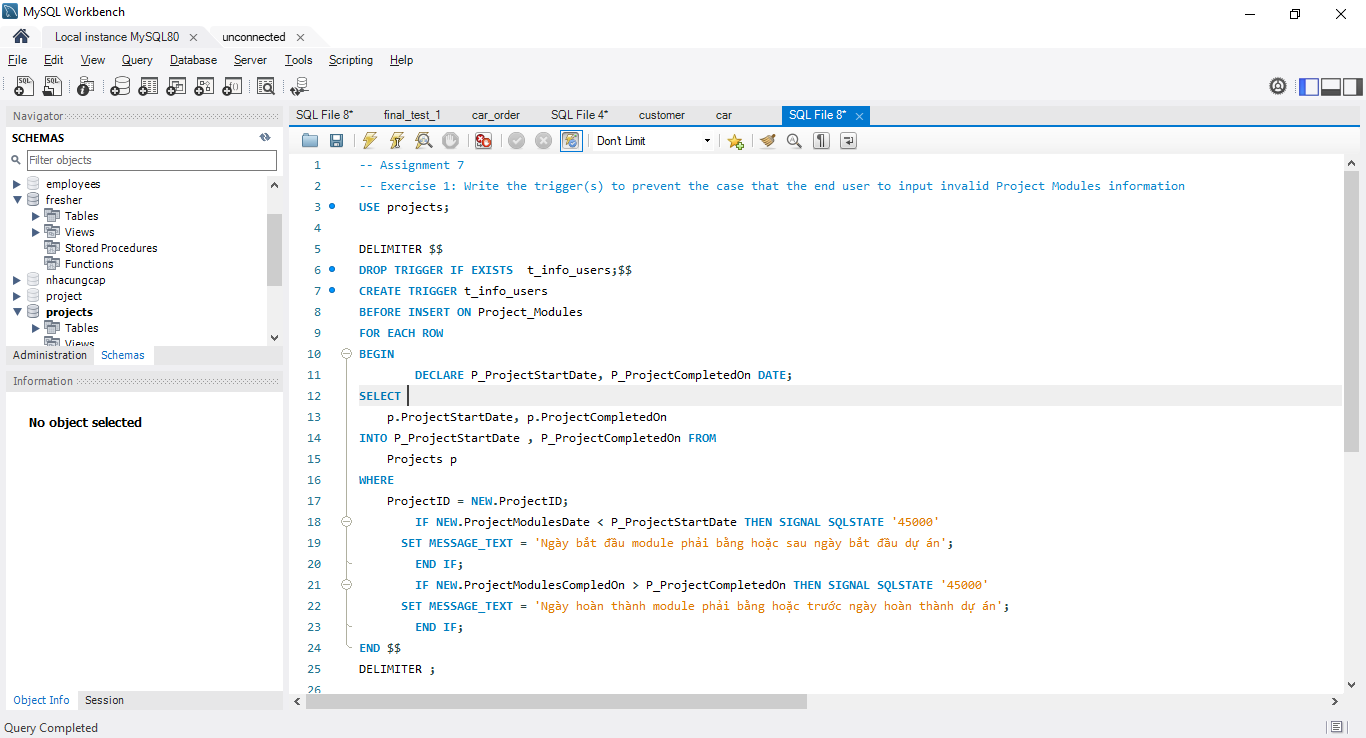 MySQL Workbench
Local instance MySQL80
unconnected
File Edit View Query Database Server Tools Scripting Help
Navigator
SCHEMAS
Filter objects
employees
fresher
Tables
Views
Stored Procedures
Functions
nhacungcap
project
projects
Tables
Views
Administration Schemas
Information
No object selected
Object Info Session
Query Completed
SQL File 8* final_test_1 car_order SQL File 4* customer car SQL File 8*
Don't Limit
1 -- Assignment 7
2 -- Exercise 1: Write the trigger(s) to prevent the case that the end user to input invalid Project Modules information
3 USE projects;
4
5 DELIMITER $$
6 DROP TRIGGER IF EXISTS  t_info_users;$$
7 CREATE TRIGGER t_info_users
8 BEFORE INSERT ON Project_Modules
9 FOR EACH ROW
10 BEGIN
11 DECLARE P_ProjectStartDate, P_ProjectCompletedOn DATE;
12 SELECT
13 p.ProjectStartDate, p.ProjectCompletedOn
14 INTO P_ProjectStartDate , P_ProjectCompletedOn FROM
15 Projects p
16 WHERE
17 ProjectID = NEW.ProjectID;
18 IF NEW.ProjectModulesDate < P_ProjectStartDate THEN SIGNAL SQLSTATE '45000'
19 SET MESSAGE_TEXT = 'Ngày bắt đầu module phải bằng hoặc sau ngày bắt đầu dự án';
20 END IF;
21 IF NEW.ProjectModulesCompledOn > P_ProjectCompletedOn THEN SIGNAL SQLSTATE '45000'
22 SET MESSAGE_TEXT = 'Ngày hoàn thành module phải bằng hoặc trước ngày hoàn thành dự án';
23 END IF;
24 END $$
25 DELIMITER ;
26